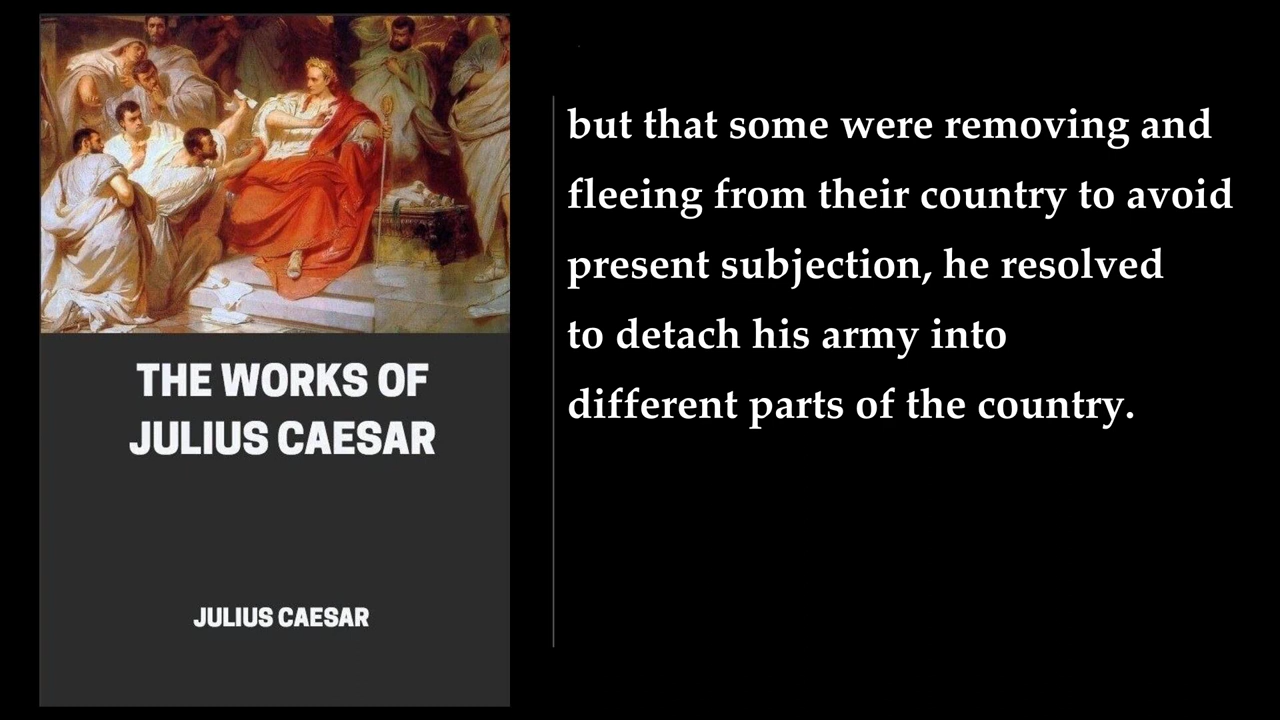 THE WORKS OF
JULIUS CAESAR
JULIUS CAESAR
but that some were removing and
fleeing from their country to avoid
present subjection, he resolved
to detach his army into
different parts of the country.